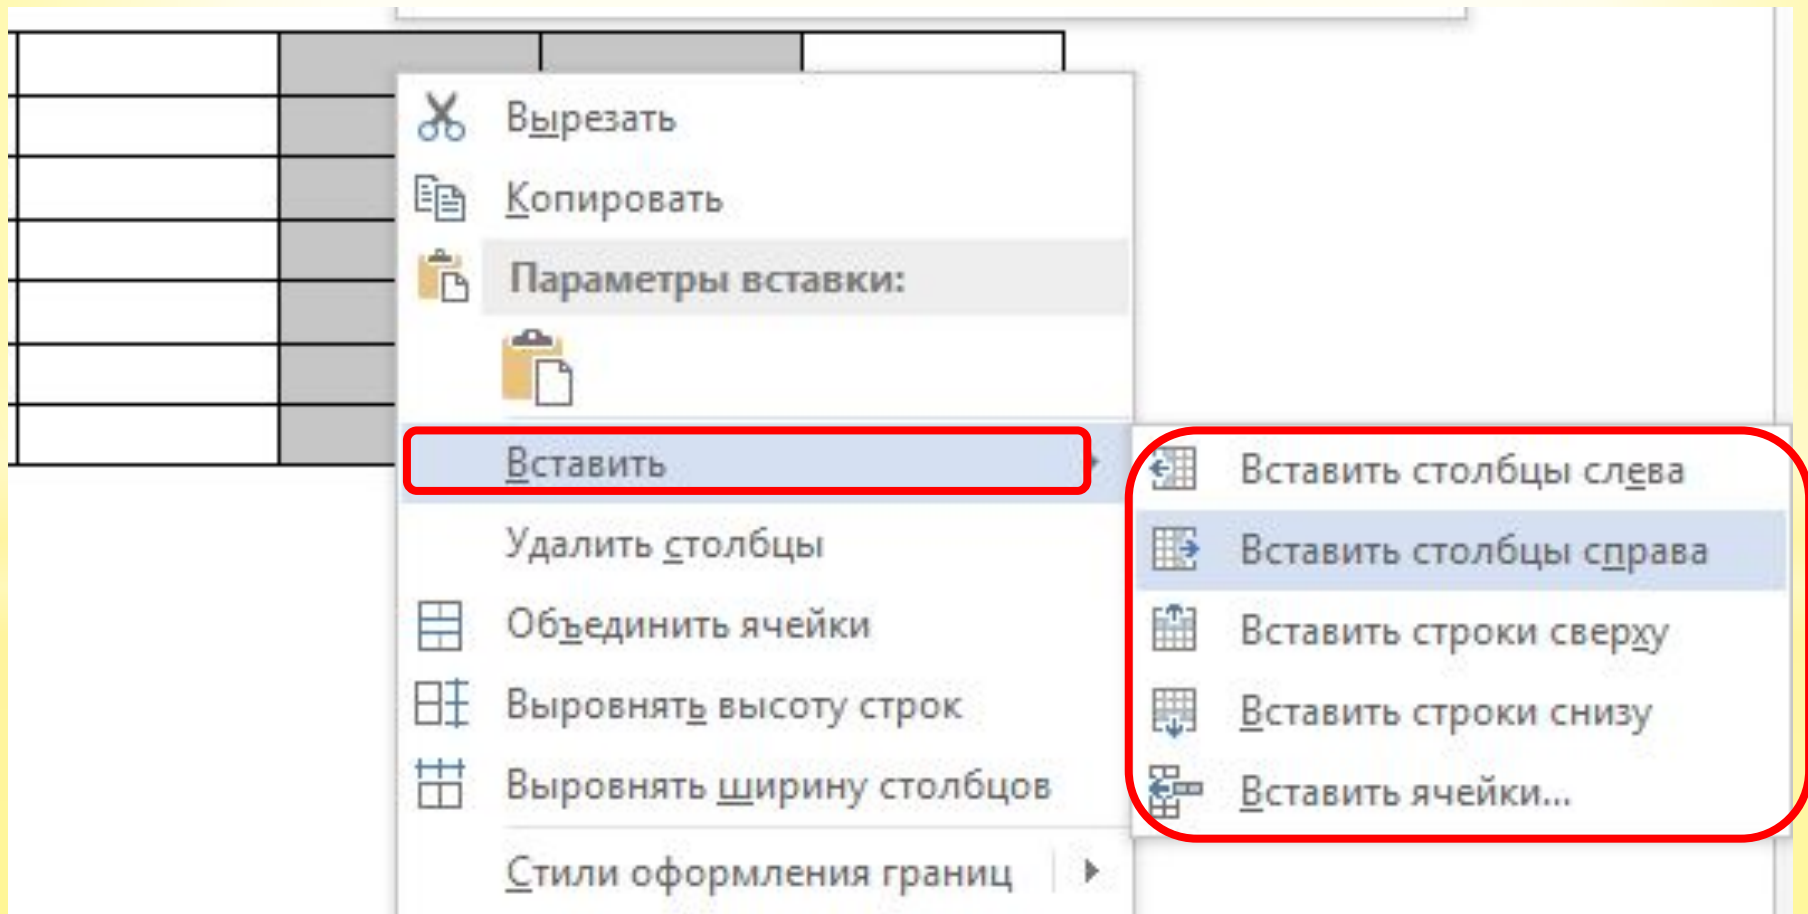 Вырезать
Копировать
Параметры вставки:
Вставить
Удалить столбцы
Объединить ячейки
Выровнять высоту строк
Выровнять ширину столбцов
Стили оформления границ
Вставить столбцы слева
Вставить столбцы справа
Вставить строки сверху
Вставить строки снизу
Вставить ячейки...